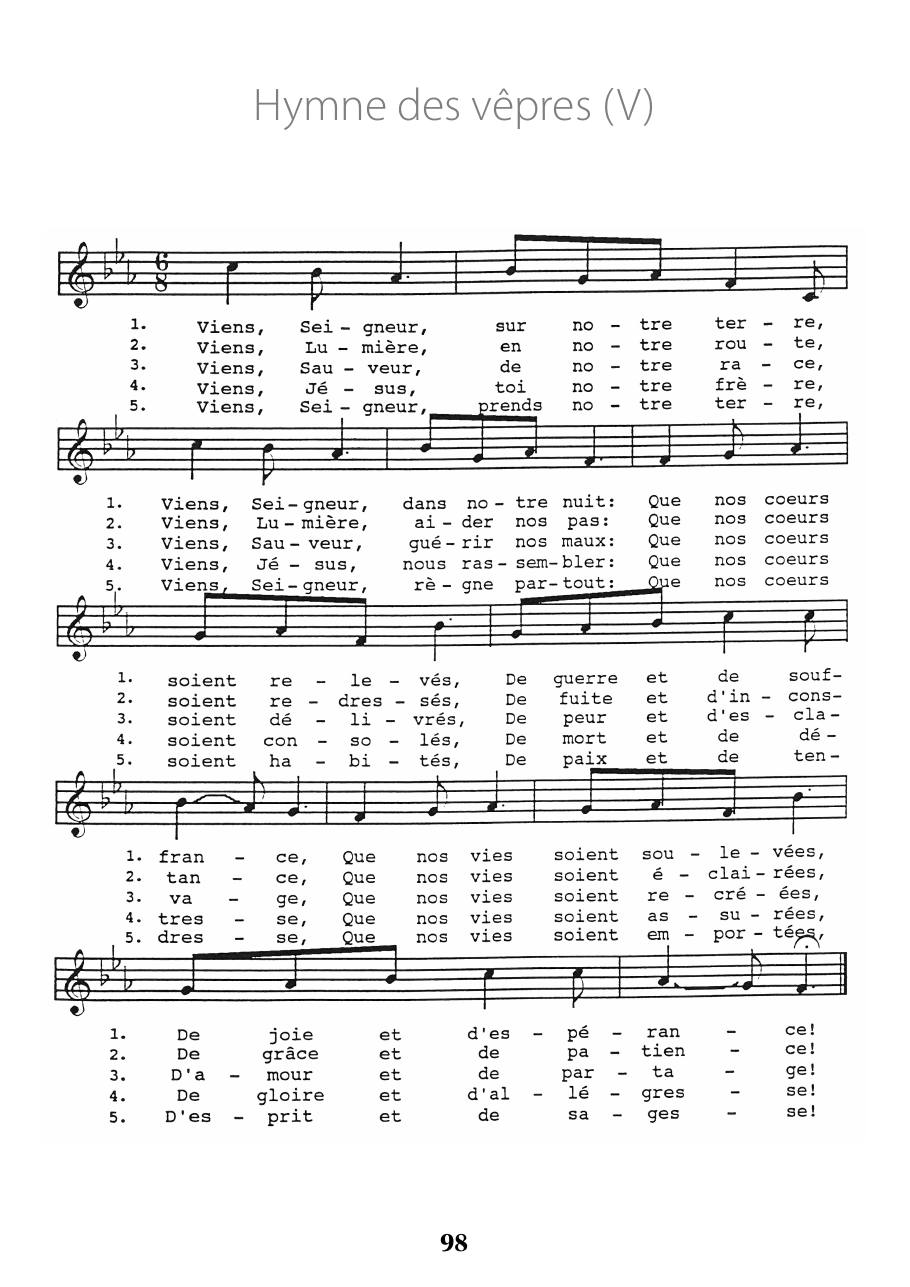 Hymne des vêpres (V)
6
8
1. Viens, Sei - gneur, sur no - tre ter - re,
2. Viens, Lu - mière, en no - tre rou - te,
3. Viens, Sau - veur, de no - tre ra - ce,
4. Viens, Jé - sus, toi no - tre frè - re,
5. Viens, Sei - gneur, prends no - tre ter - re,
1. Viens, Sei - gneur, dans no - tre nuit: Que nos coeurs
2. Viens, Lu - mière, ai - der nos pas: Que nos coeurs
3. Viens, Sau - veur, gué - rir nos maux: Que nos coeurs
4. Viens, Jé - sus, nous ras - sem - bler: Que nos coeurs
5. Viens, Sei - gneur, rè - gne par - tout: Que nos coeurs
1. soient re - le - vés, De guerre et de souf-
2. soient re - dres - sés, De fuite et d'in - cons-
3. soient dé - li - vrés, De peur et d'es - cla-
4. soient con - so - lés, De mort et de dé-
5. soient ha - bi - tés, De paix et de ten-
1. fran - ce, Que nos vies soient sou - le - vées,
2. tan - ce, Que nos vies soient é - clai - rées,
3. va - ge, Que nos vies soient re - cré - ées,
4. tres - se, Que nos vies soient as - su - rées,
5. dres - se, Que nos vies soient em - por - tées,
1. De joie et d'es - pé - ran - ce!
2. De grâce et de pa - tien - ce!
3. D'a - mour et de par - ta - ge!
4. De gloire et d'al - lé - gres - se!
5. D'es - prit et de sa - ges - se!
98